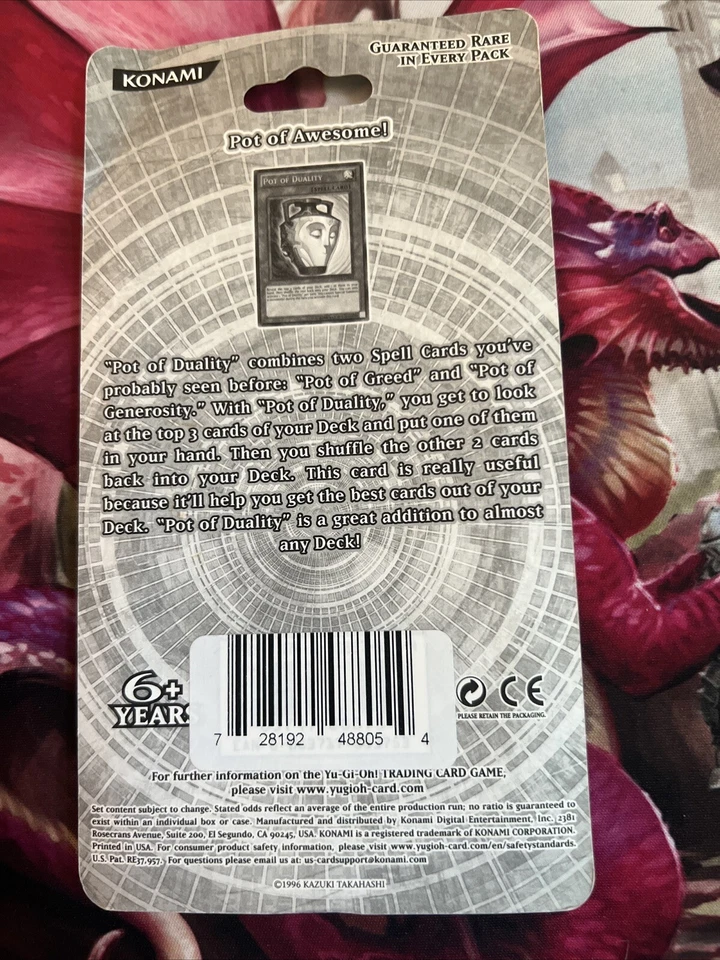 KONAMI
GUARANTEED RARE
IN EVERY PACK
Pot of Awesome!
POT OF DUALITY
"Pot of Duality" combines two Spell Cards you've
probably seen before: "Pot of Greed" and "Pot of
Generosity." With "Pot of Duality," you get to look
at the top 3 cards of your Deck and put one of them
in your hand. Then you shuffle the other 2 cards
back into your Deck. This card is really useful
because it'll help you get the best cards out of your
Deck. "Pot of Duality" is a great addition to almost
any Deck!
6+
YEARS
7 28192 48805 4
CE
PLEASE RETAIN THE PACKAGING.
For further information on the Yu-Gi-Oh! TRADING CARD GAME,
please visit www.yugioh-card.com
Set content subject to change. Stated odds reflect an average of the entire production run; no ratio is guaranteed to
exist within an individual box or case. Manufactured and distributed by Konami Digital Entertainment, Inc. 2381
Rosecrans Avenue, Suite 200, El Segundo, CA 90245, USA. KONAMI is a registered trademark of KONAMI CORPORATION.
Printed in USA. For consumer product safety information, please visit www.yugioh-card.com/en/safetystandards.
U.S. Pat. RE37,957. For questions please email us at: us-cardsupport@konami.com
©1996 KAZUKI TAKAHASHI